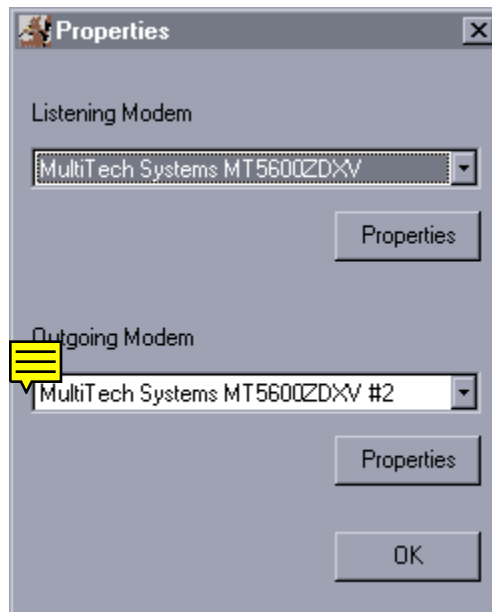 Properties
Listening Modem
MultiTech Systems MT5600ZDXV
Properties
Outgoing Modem
MultiTech Systems MT5600ZDXV #2
Properties
OK